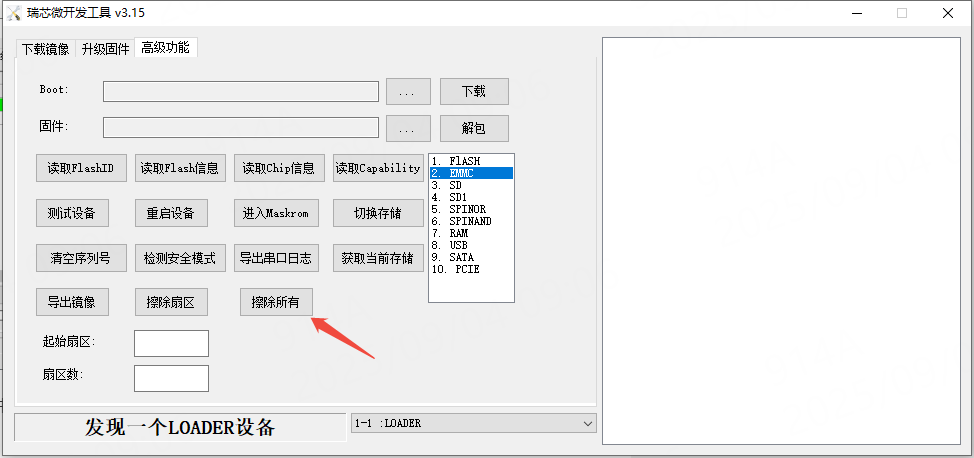 瑞芯微开发工具 v3.15
下载镜像 升级固件 高级功能
Boot: ... 下载
固件: ... 解包
读取FlashID 读取Flash信息 读取Chip信息 读取Capability
测试设备 重启设备 进入Maskrom 切换存储
清空序列号 检测安全模式 导出串口日志 获取当前存储
导出镜像 擦除扇区 擦除所有
1. FlASH
2. EMMC
3. SD
4. SD1
5. SPINOR
6. SPINAND
7. RAM
8. USB
9. SATA
10. PCIE
起始扇区:
扇区数:
发现一个LOADER设备 1-1 :LOADER